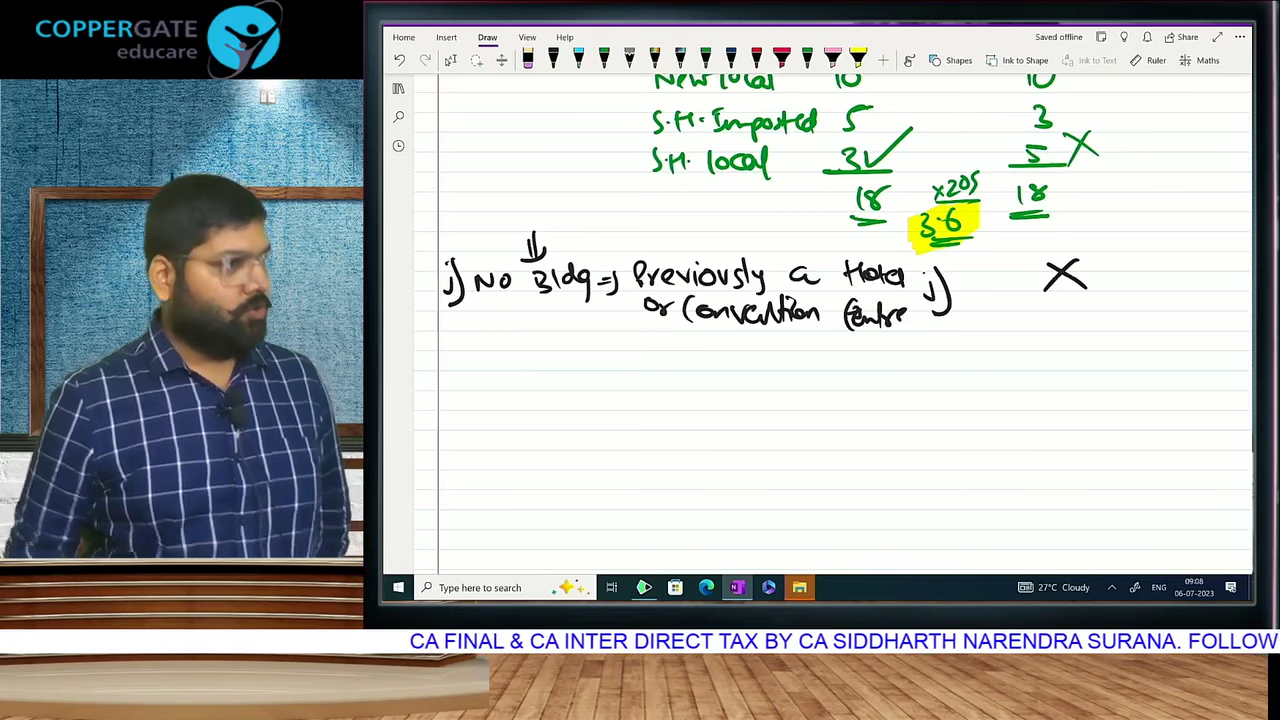 COPPERGATE
educare
Home Insert Draw View Help
Saved offline
Share
Shapes
Ink to Shape
Ink to Text
Ruler
Maths
New local 10 10
S.H. Imported 5 3
S.H. local 3 ✓ 5 X
18 18
3.6
j) No Bldg => Previously a Hotel j) X
or Convention Centre
Type here to search
27°C Cloudy
ENG
09:08
06-07-2023
CA FINAL & CA INTER DIRECT TAX BY CA SIDDHARTH NARENDRA SURANA. FOLLOW